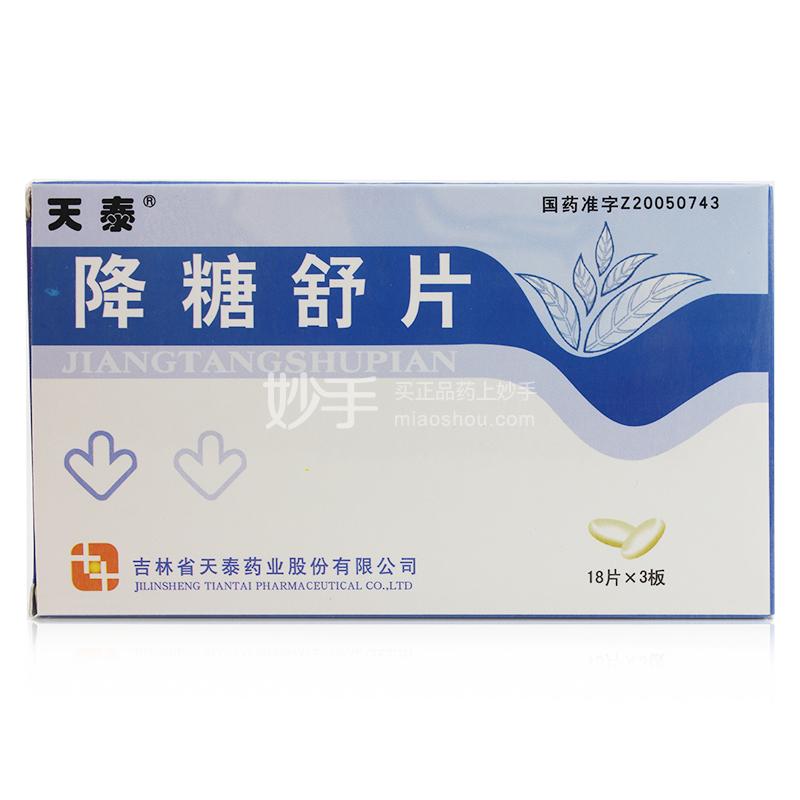 天泰®
国药准字Z20050743
降糖舒片
JIANGTANGSHUPIAN
妙手
买正品药上妙手
miaoshou.com
吉林省天泰药业股份有限公司
JILINSHENG TIANTAI PHARMACEUTICAL CO.,LTD
18片×3板